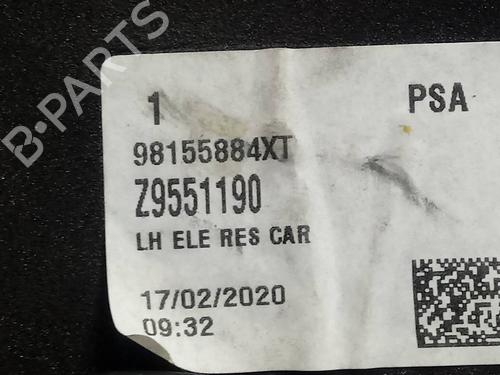 B-PARTS
1 PSA
98155884XT
Z9551190
LH ELE RES CAR
17/02/2020
09:32